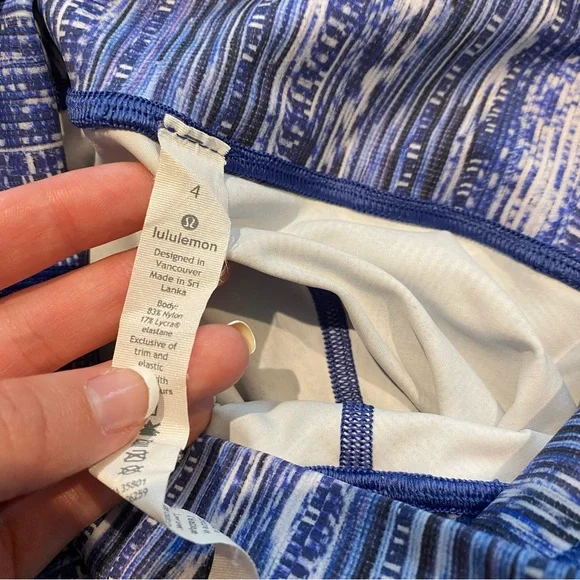 4
lululemon
Designed in
Vancouver
Made in Sri
Lanka
Body:
83% Nylon
17% Lycra®
elastane
Exclusive of
trim and
elastic
15801